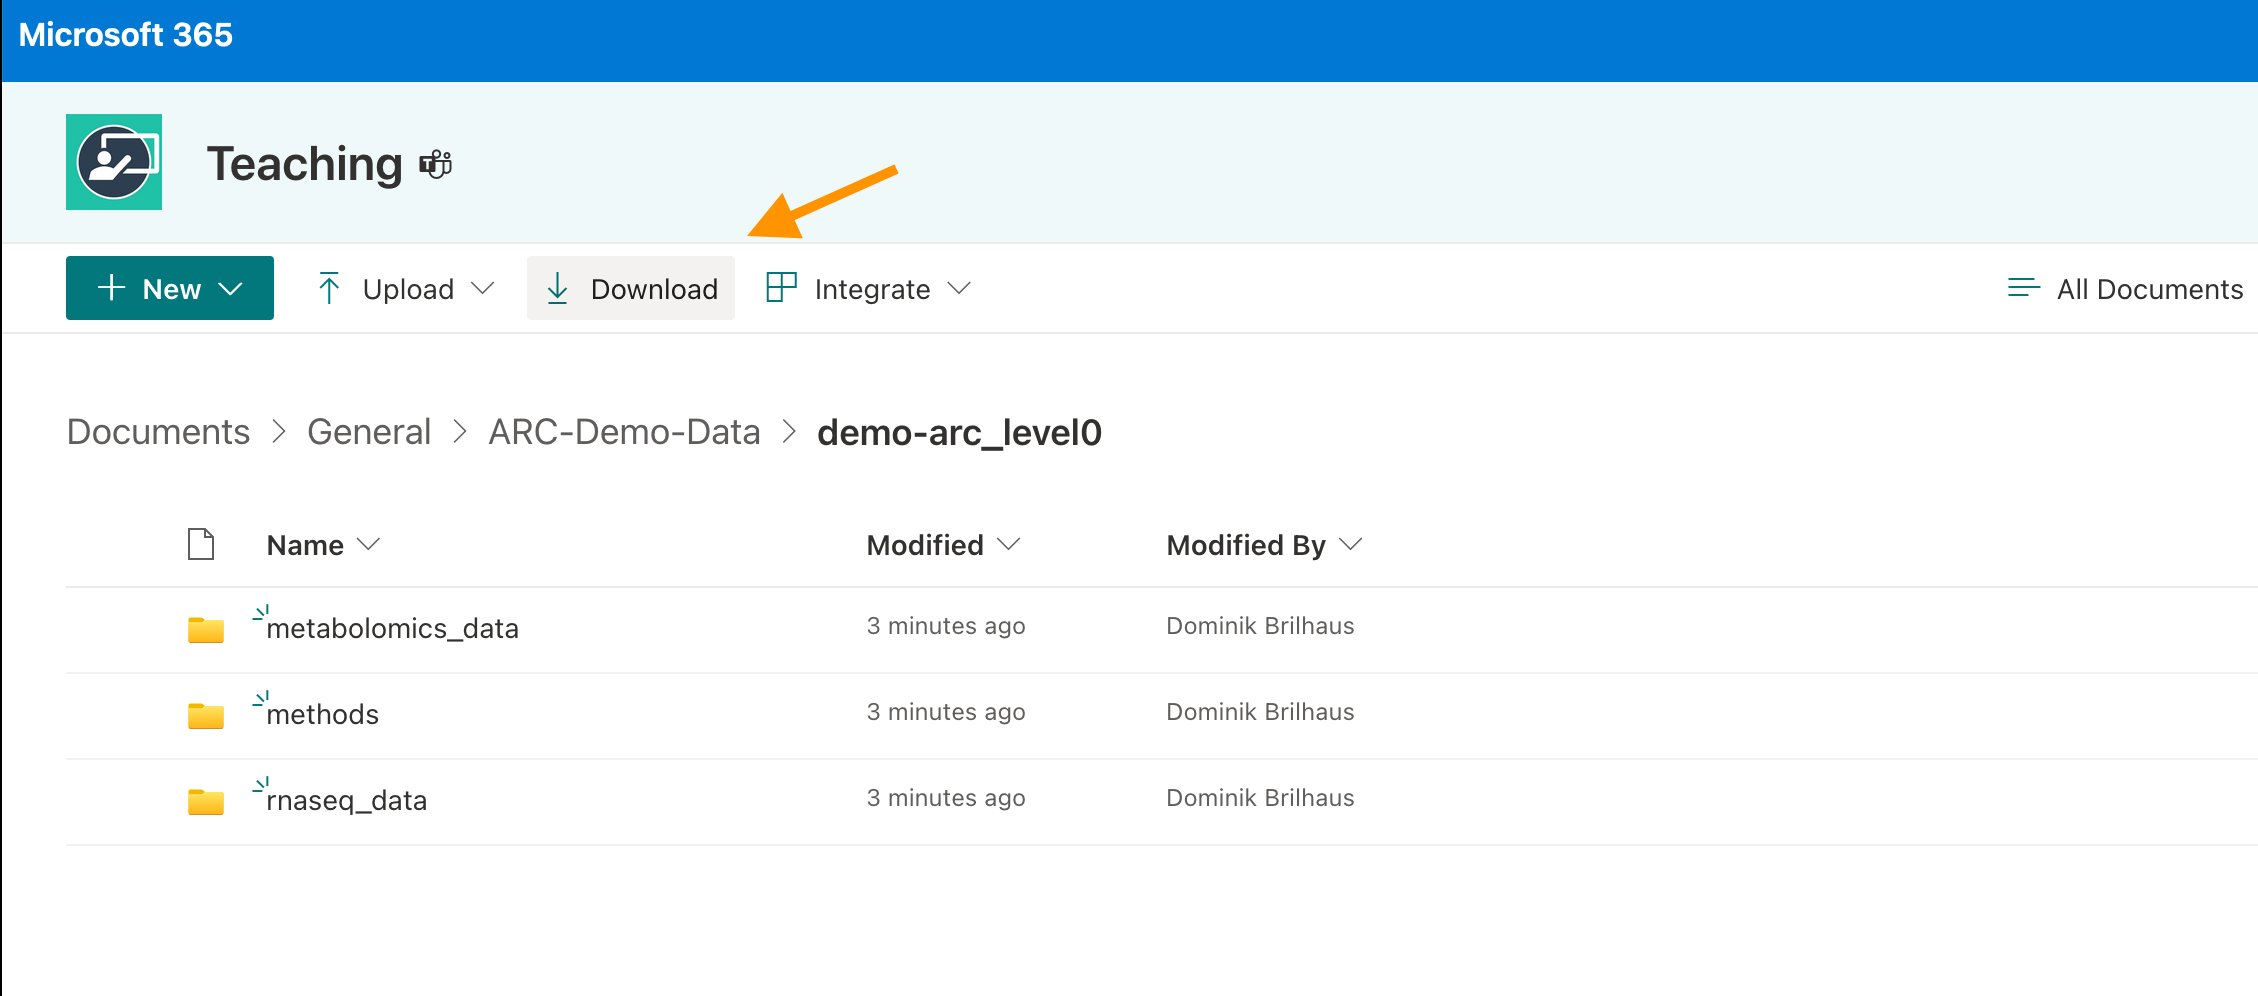 Microsoft 365
Teaching
New Upload Download Integrate All Documents
Documents > General > ARC-Demo-Data > demo-arc_level0
Name Modified Modified By
metabolomics_data 3 minutes ago Dominik Brilhaus
methods 3 minutes ago Dominik Brilhaus
rnaseq_data 3 minutes ago Dominik Brilhaus